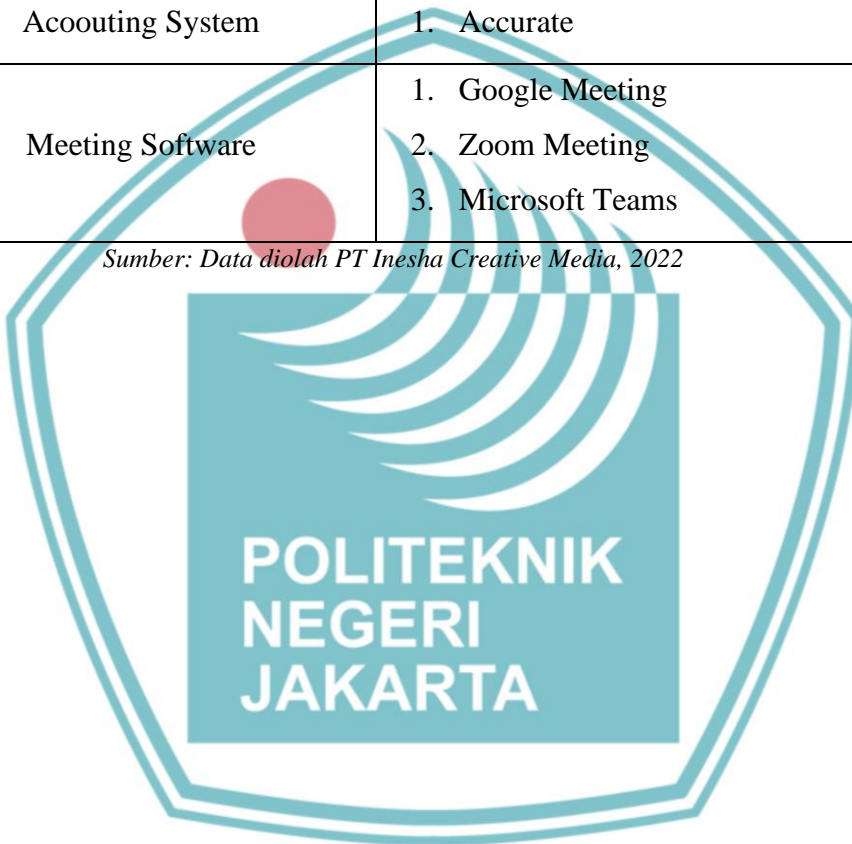 Acoouting System
1. Accurate
1. Google Meeting
Meeting Software
2. Zoom Meeting
3. Microsoft Teams
Sumber: Data diolah PT Inesha Creative Media, 2022
POLITEKNIK
NEGERI
JAKARTA